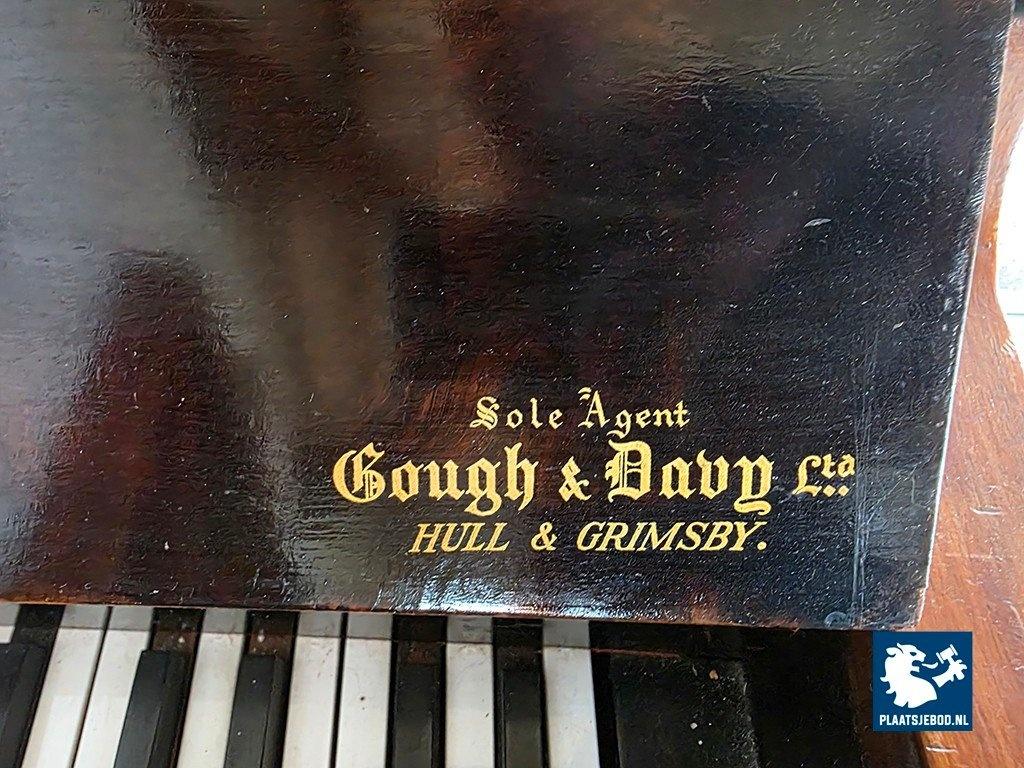 Sole Agent
Gough & Davy Ltd
HULL & GRIMSBY.
PLAATSJEBOD.NL